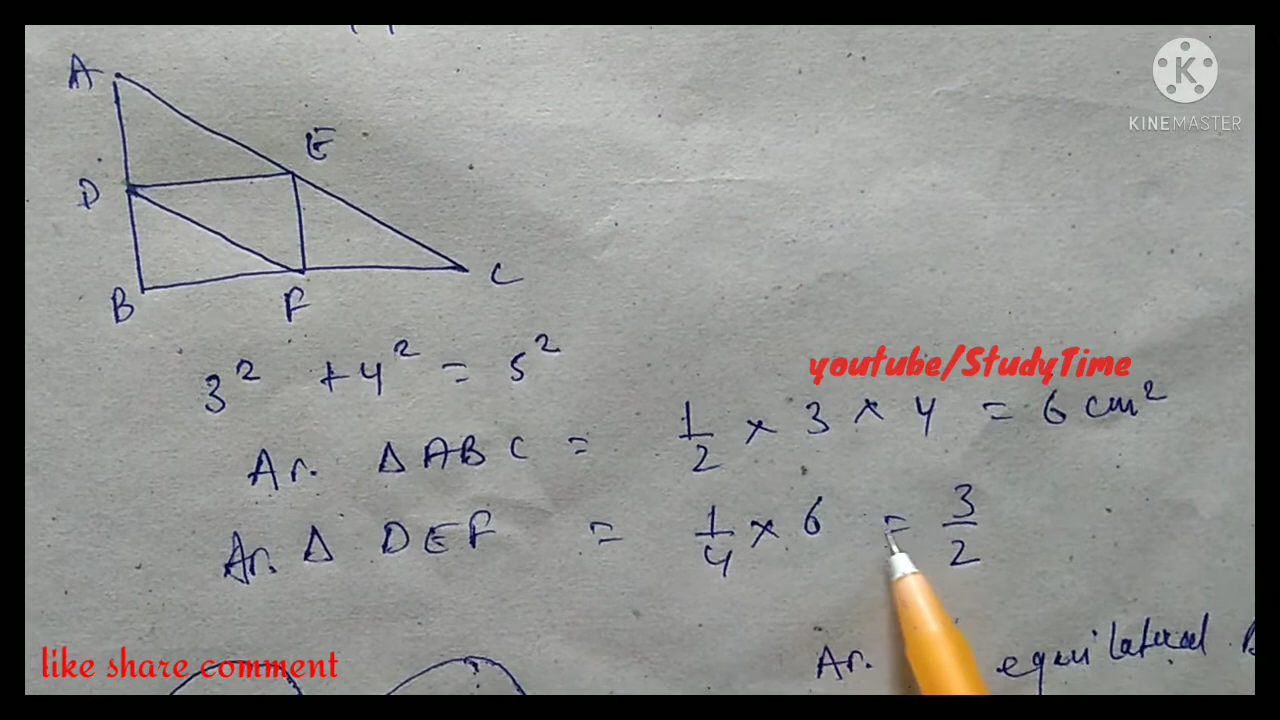 A
E
D
C
B
F
3² + 4² = 5²
youtube/StudyTime
Ar. Δ ABC = 1/2 × 3 × 4 = 6 cm²
Ar. Δ DEF = 1/4 × 6 = 3/2
Ar. equilateral
like share comment
KINEMASTER